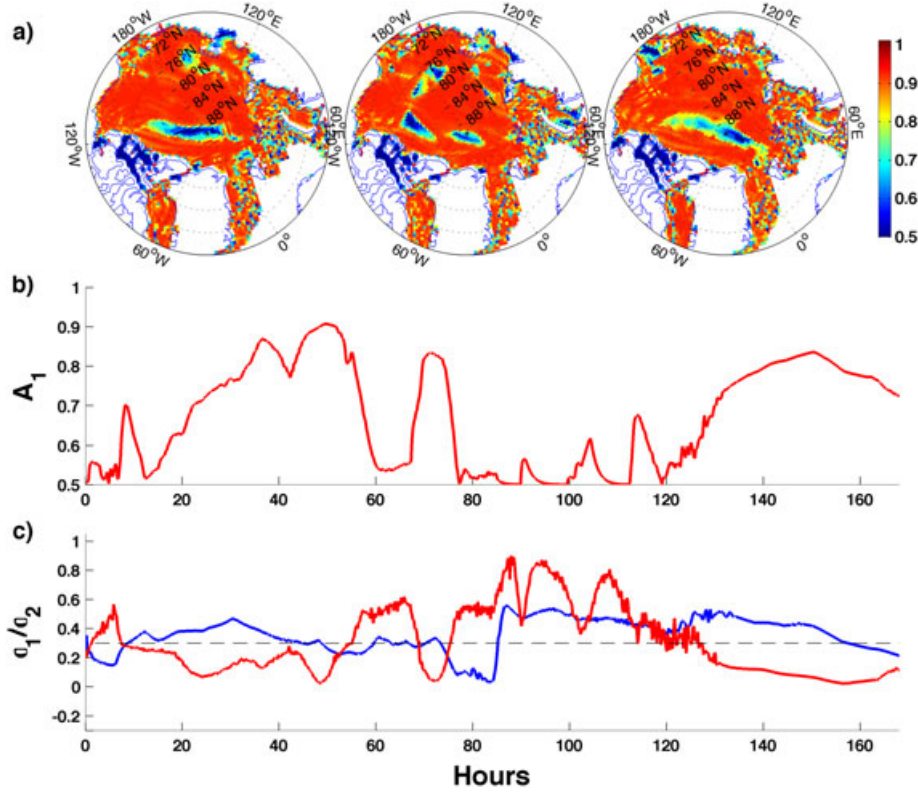 a)
180°W 120°E 180°W 120°E 180°W 120°E
72°N 72°N 72°N 1
76°N 76°N 76°N
80°N 80°N 80°N 0.9
84°N 84°N 84°N
88°N 88°N 88°N 0.8
120°W 60°E 120°W 60°E 120°W 60°E
0.7
0.6
60°W 0° 60°W 0° 60°W 0° 0.5
b)
1
0.9
0.8
A1
0.7
0.6
0.5
0 20 40 60 80 100 120 140 160
c)
1
0.8
0.6
σ1/σ2
0.4
0.2
0
-0.2
0 20 40 60 80 100 120 140 160
Hours